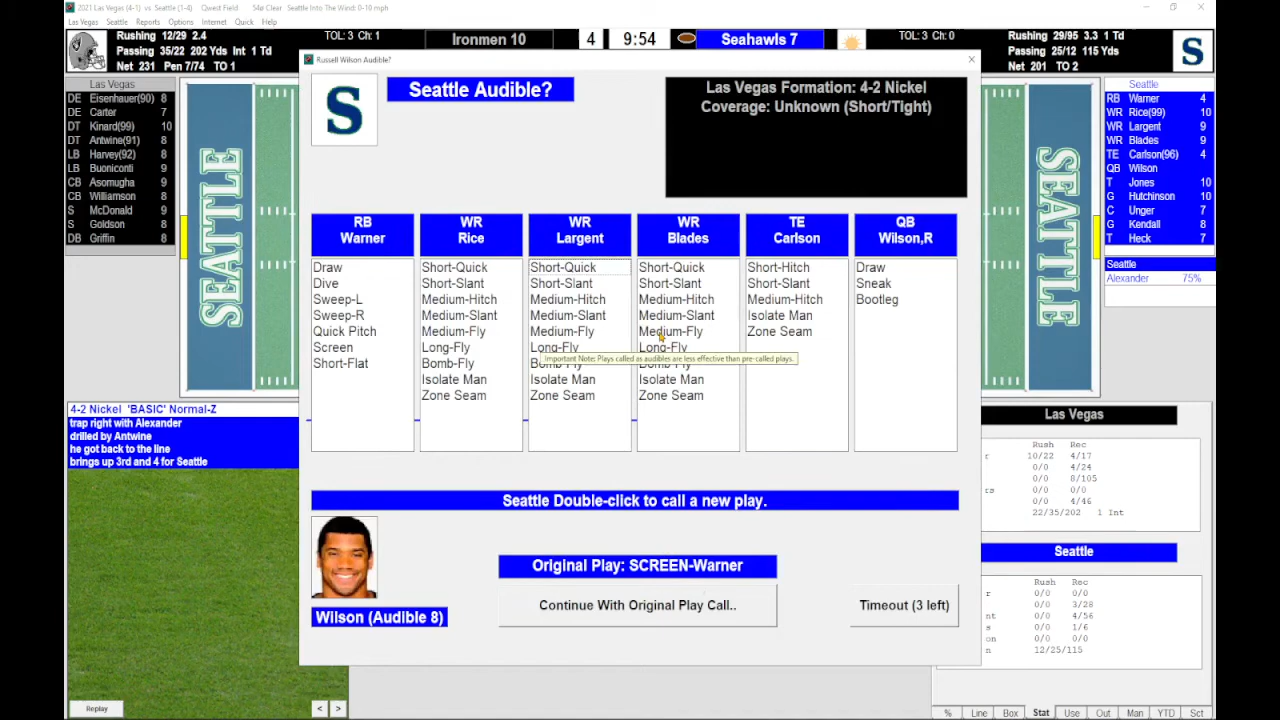 2021 Las Vegas (4-1) vs Seattle (1-4) Qwest Field 54ø Clear Seattle Into The Wind: 0-10 mph
Las Vegas Seattle Reports Options Internet Quick Help
Rushing 12/29 2.4
Passing 35/22 202 Yds Int 1 Td
Net 231 Pen 7/74 TO 1
TOL: 3 Ch: 1
Ironmen 10
4
9:54
Seahawls 7
TOL: 3 Ch: 0
Rushing 29/95 3.3 1 Td
Passing 25/12 115 Yds
Net 201 TO 2
S
Las Vegas
DE Eisenhauer(90) 8
DE Carter 7
DT Kinard(99) 10
DT Antwine(91) 8
LB Harvey(92) 8
LB Buoniconti 9
CB Asomugha 9
CB Williamson 8
S McDonald 9
S Goldson 8
DB Griffin 8
SEATTLE
Russell Wilson Audible?
S
Seattle Audible?
Las Vegas Formation: 4-2 Nickel
Coverage: Unknown (Short/Tight)
RB
Warner
Draw
Dive
Sweep-L
Sweep-R
Quick Pitch
Screen
Short-Flat
WR
Rice
Short-Quick
Short-Slant
Medium-Hitch
Medium-Slant
Medium-Fly
Long-Fly
Bomb-Fly
Isolate Man
Zone Seam
WR
Largent
Short-Quick
Short-Slant
Medium-Hitch
Medium-Slant
Medium-Fly
Long-Fly
Bomb-Fly
Isolate Man
Zone Seam
WR
Blades
Short-Quick
Short-Slant
Medium-Hitch
Medium-Slant
Medium-Fly
Long-Fly
Bomb-Fly
Isolate Man
Zone Seam
TE
Carlson
Short-Hitch
Short-Slant
Medium-Hitch
Isolate Man
Zone Seam
QB
Wilson,R
Draw
Sneak
Bootleg
Important Note: Plays called as audibles are less effective than pre-called plays.
Seattle Double-click to call a new play.
Original Play: SCREEN-Warner
Continue With Original Play Call..
Timeout (3 left)
Wilson (Audible 8)
SEATTLE
Seattle
RB Warner 4
WR Rice(99) 10
WR Largent 9
WR Blades 9
TE Carlson(96) 4
QB Wilson
T Jones 10
G Hutchinson 10
C Unger 7
G Kendall 8
T Heck 7
Seattle
Alexander 75%
4-2 Nickel 'BASIC' Normal-Z
trap right with Alexander
drilled by Antwine
he got back to the line
brings up 3rd and 4 for Seattle
Replay
< >
Las Vegas
Rush Rec
r 10/22 4/17
0/0 4/24
0/0 8/105
rs 0/0 0/0
0/0 4/46
22/35/202 1 Int
Seattle
Rush Rec
r 0/0 0/0
0/0 3/28
nt 0/0 4/56
s 0/0 1/6
on 0/0 0/0
n 12/25/115
% Line Box Stat Use Out Man YTD Sct